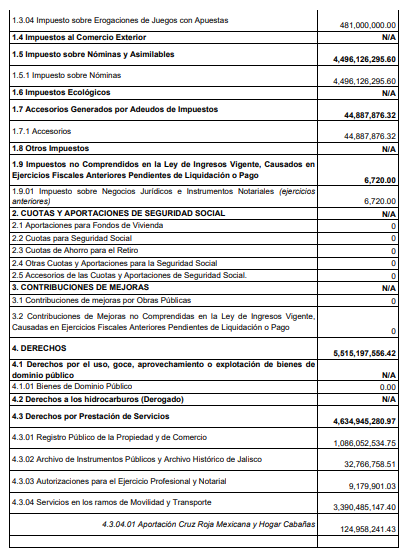 1.3.04 Impuesto sobre Erogaciones de Juegos con Apuestas 481,000,000.00
1.4 Impuestos al Comercio Exterior N/A
1.5 Impuesto sobre Nóminas y Asimilables 4,496,126,295.60
1.5.1 Impuesto sobre Nóminas 4,496,126,295.60
1.6 Impuestos Ecológicos N/A
1.7 Accesorios Generados por Adeudos de Impuestos 44,887,876.32
1.7.1 Accesorios 44,887,876.32
1.8 Otros Impuestos N/A
1.9 Impuestos no Comprendidos en la Ley de Ingresos Vigente, Causados en
Ejercicios Fiscales Anteriores Pendientes de Liquidación o Pago 6,720.00
1.9.01 Impuesto sobre Negocios Jurídicos e Instrumentos Notariales (ejercicios
anteriores) 6,720.00
2. CUOTAS Y APORTACIONES DE SEGURIDAD SOCIAL N/A
2.1 Aportaciones para Fondos de Vivienda 0
2.2 Cuotas para Seguridad Social 0
2.3 Cuotas de Ahorro para el Retiro 0
2.4 Otras Cuotas y Aportaciones para la Seguridad Social 0
2.5 Accesorios de las Cuotas y Aportaciones de Seguridad Social. 0
3. CONTRIBUCIONES DE MEJORAS N/A
3.1 Contribuciones de mejoras por Obras Públicas 0
3.2 Contribuciones de Mejoras no Comprendidas en la Ley de Ingresos Vigente,
Causadas en Ejercicios Fiscales Anteriores Pendientes de Liquidación o Pago 0
4. DERECHOS 5,515,197,556.42
4.1 Derechos por el uso, goce, aprovechamiento o explotación de bienes de
dominio público N/A
4.1.01 Bienes de Dominio Público 0.00
4.2 Derechos a los hidrocarburos (Derogado) N/A
4.3 Derechos por Prestación de Servicios 4,634,945,280.97
4.3.01 Registro Público de la Propiedad y de Comercio 1,086,052,534.75
4.3.02 Archivo de Instrumentos Públicos y Archivo Histórico de Jalisco 32,766,758.51
4.3.03 Autorizaciones para el Ejercicio Profesional y Notarial 9,179,901.03
4.3.04 Servicios en los ramos de Movilidad y Transporte 3,390,485,147.40
4.3.04.01 Aportación Cruz Roja Mexicana y Hogar Cabañas 124,958,241.43